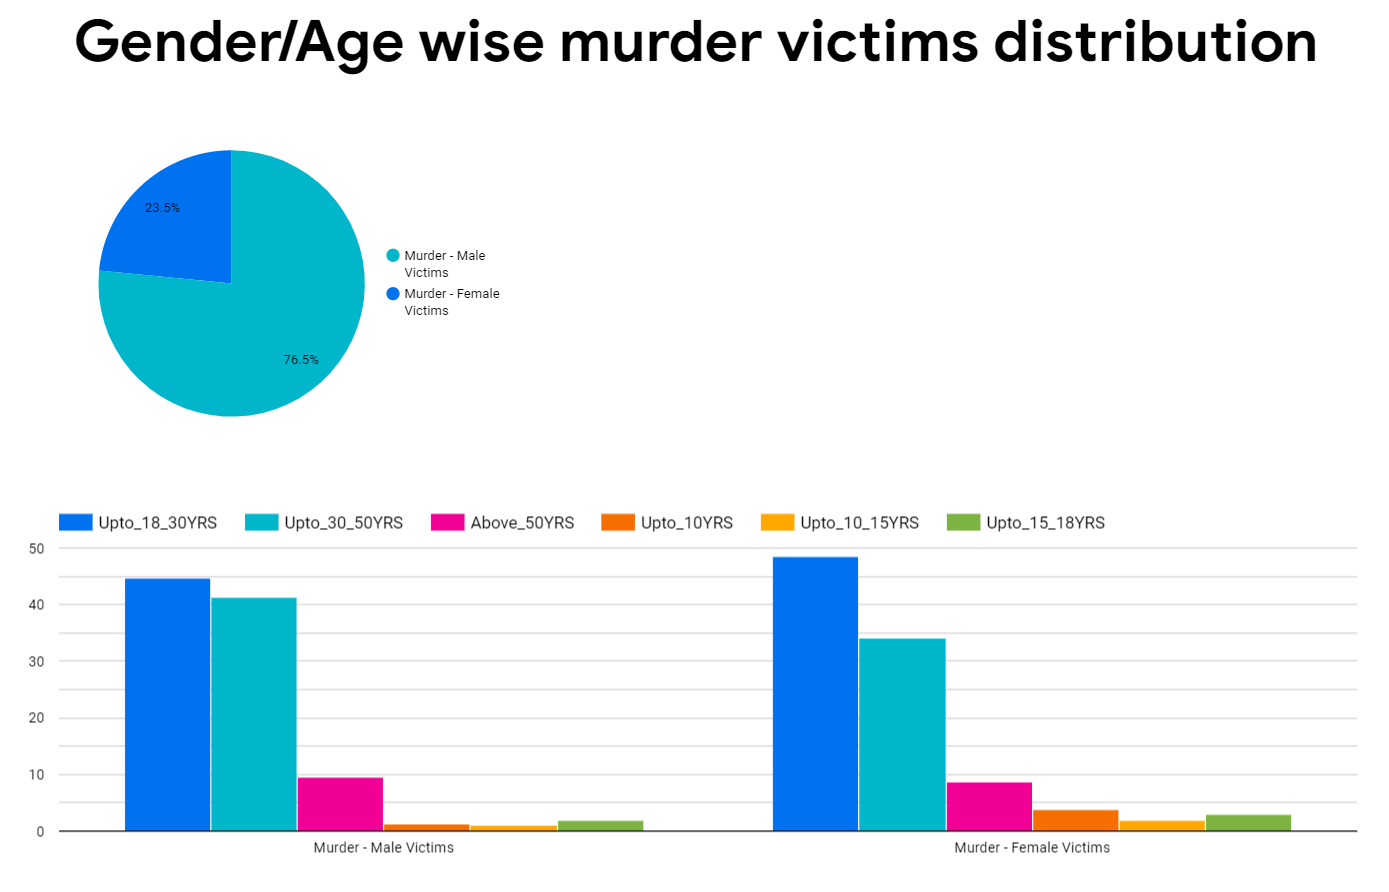 Gender/Age wise murder victims distribution
23.5%
76.5%
Murder - Male
Victims
Murder - Female
Victims
Upto_18_30YRS Upto_30_50YRS Above_50YRS Upto_10YRS Upto_10_15YRS Upto_15_18YRS
50
40
30
20
10
0
Murder - Male Victims Murder - Female Victims